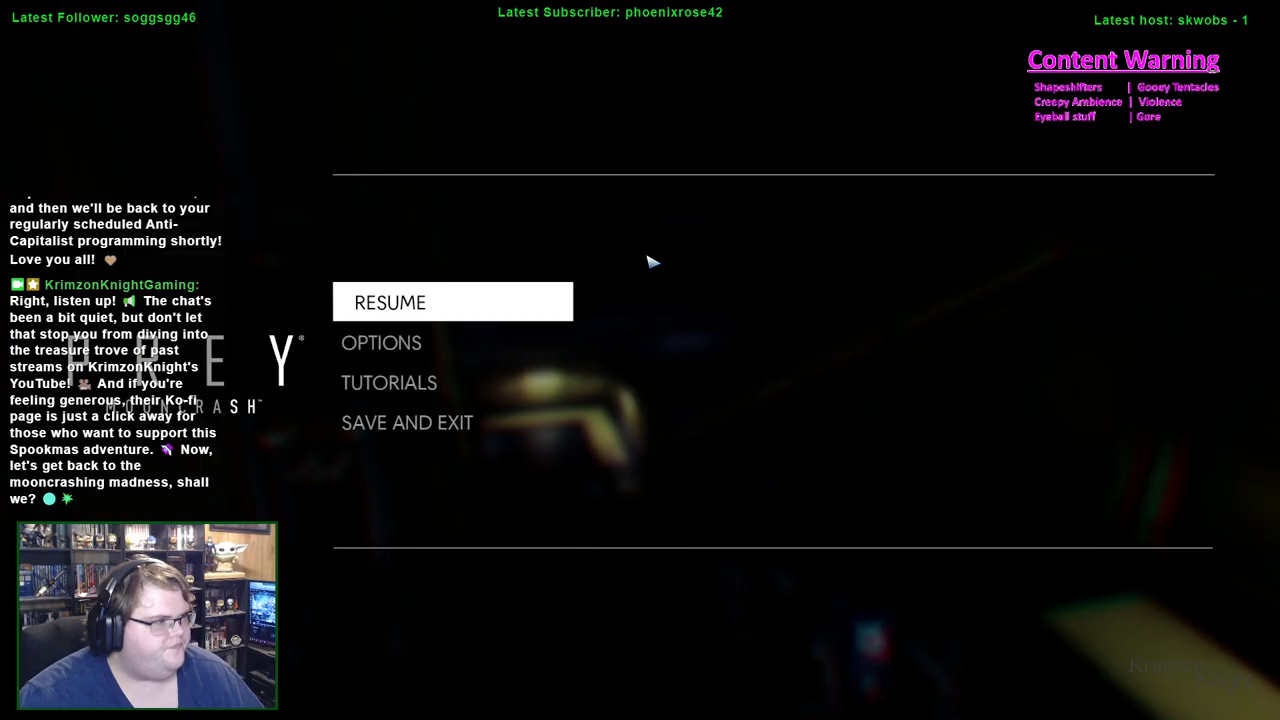 Latest Follower: soggsgg46
Latest Subscriber: phoenixrose42
Latest host: skwobs - 1
Content Warning
Shapeshifters | Gooey Tentacles
Creepy Ambience | Violence
Eyeball stuff | Gore
and then we'll be back to your
regularly scheduled Anti-
Capitalist programming shortly!
Love you all! 🤎
KrimzonKnightGaming:
Right, listen up! 📢 The chat's
been a bit quiet, but don't let
that stop you from diving into
the treasure trove of past
streams on KrimzonKnight's
YouTube! 🎥 And if you're
feeling generous, their Ko-fi
page is just a click away for
those who want to support this
Spookmas adventure. 🦄 Now,
let's get back to the
mooncrashing madness, shall
we?
PREY®
MOONCRASH™
RESUME
OPTIONS
TUTORIALS
SAVE AND EXIT